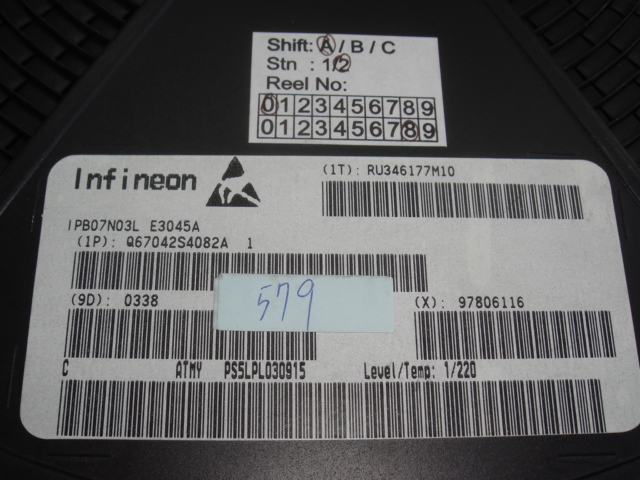 Shift: A / B / C
Stn : 1/2
Reel No:
0123456789
0123456789
Infineon
(1T): RU346177M10
IPB07N03L E3045A
(1P): Q67042S4082A 1
579
(9D): 0338
(X): 97806116
C ATMY PS5LPL030915 Level/Temp: 1/220